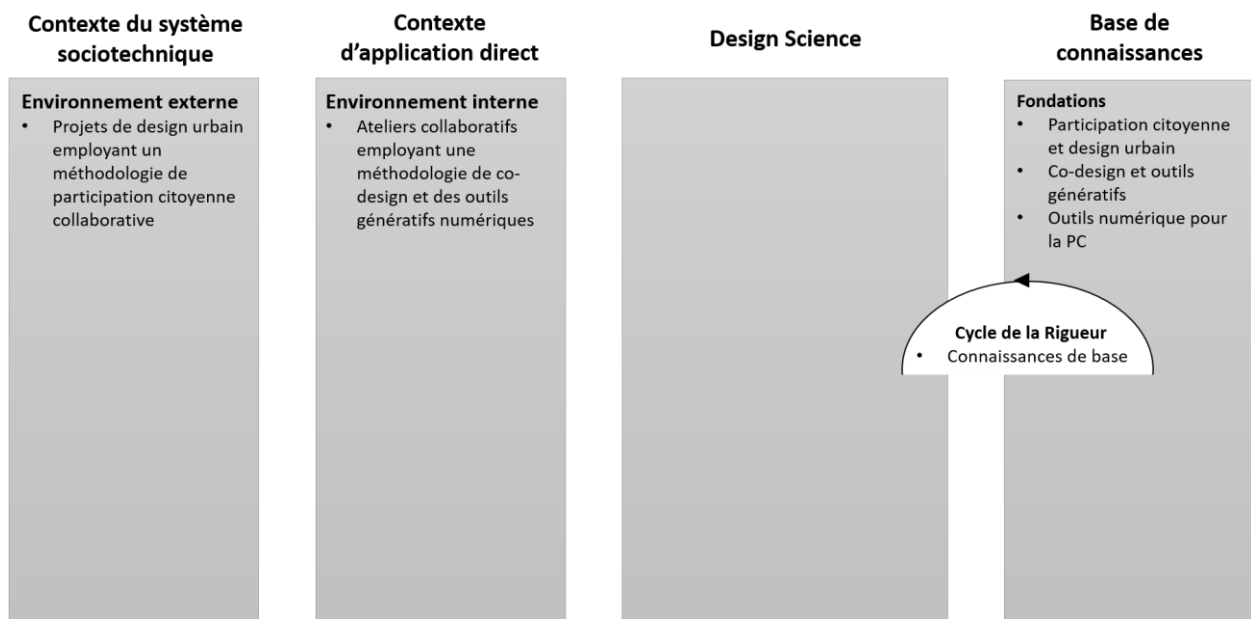 Contexte du système
sociotechnique
Environnement externe
• Projets de design urbain
employant un
méthodologie de
participation citoyenne
collaborative
Contexte
d'application direct
Environnement interne
• Ateliers collaboratifs
employant une
méthodologie de co-
design et des outils
génératifs numériques
Design Science
Base de
connaissances
Fondations
• Participation citoyenne
et design urbain
• Co-design et outils
génératifs
• Outils numérique pour
la PC
Cycle de la Rigueur
• Connaissances de base